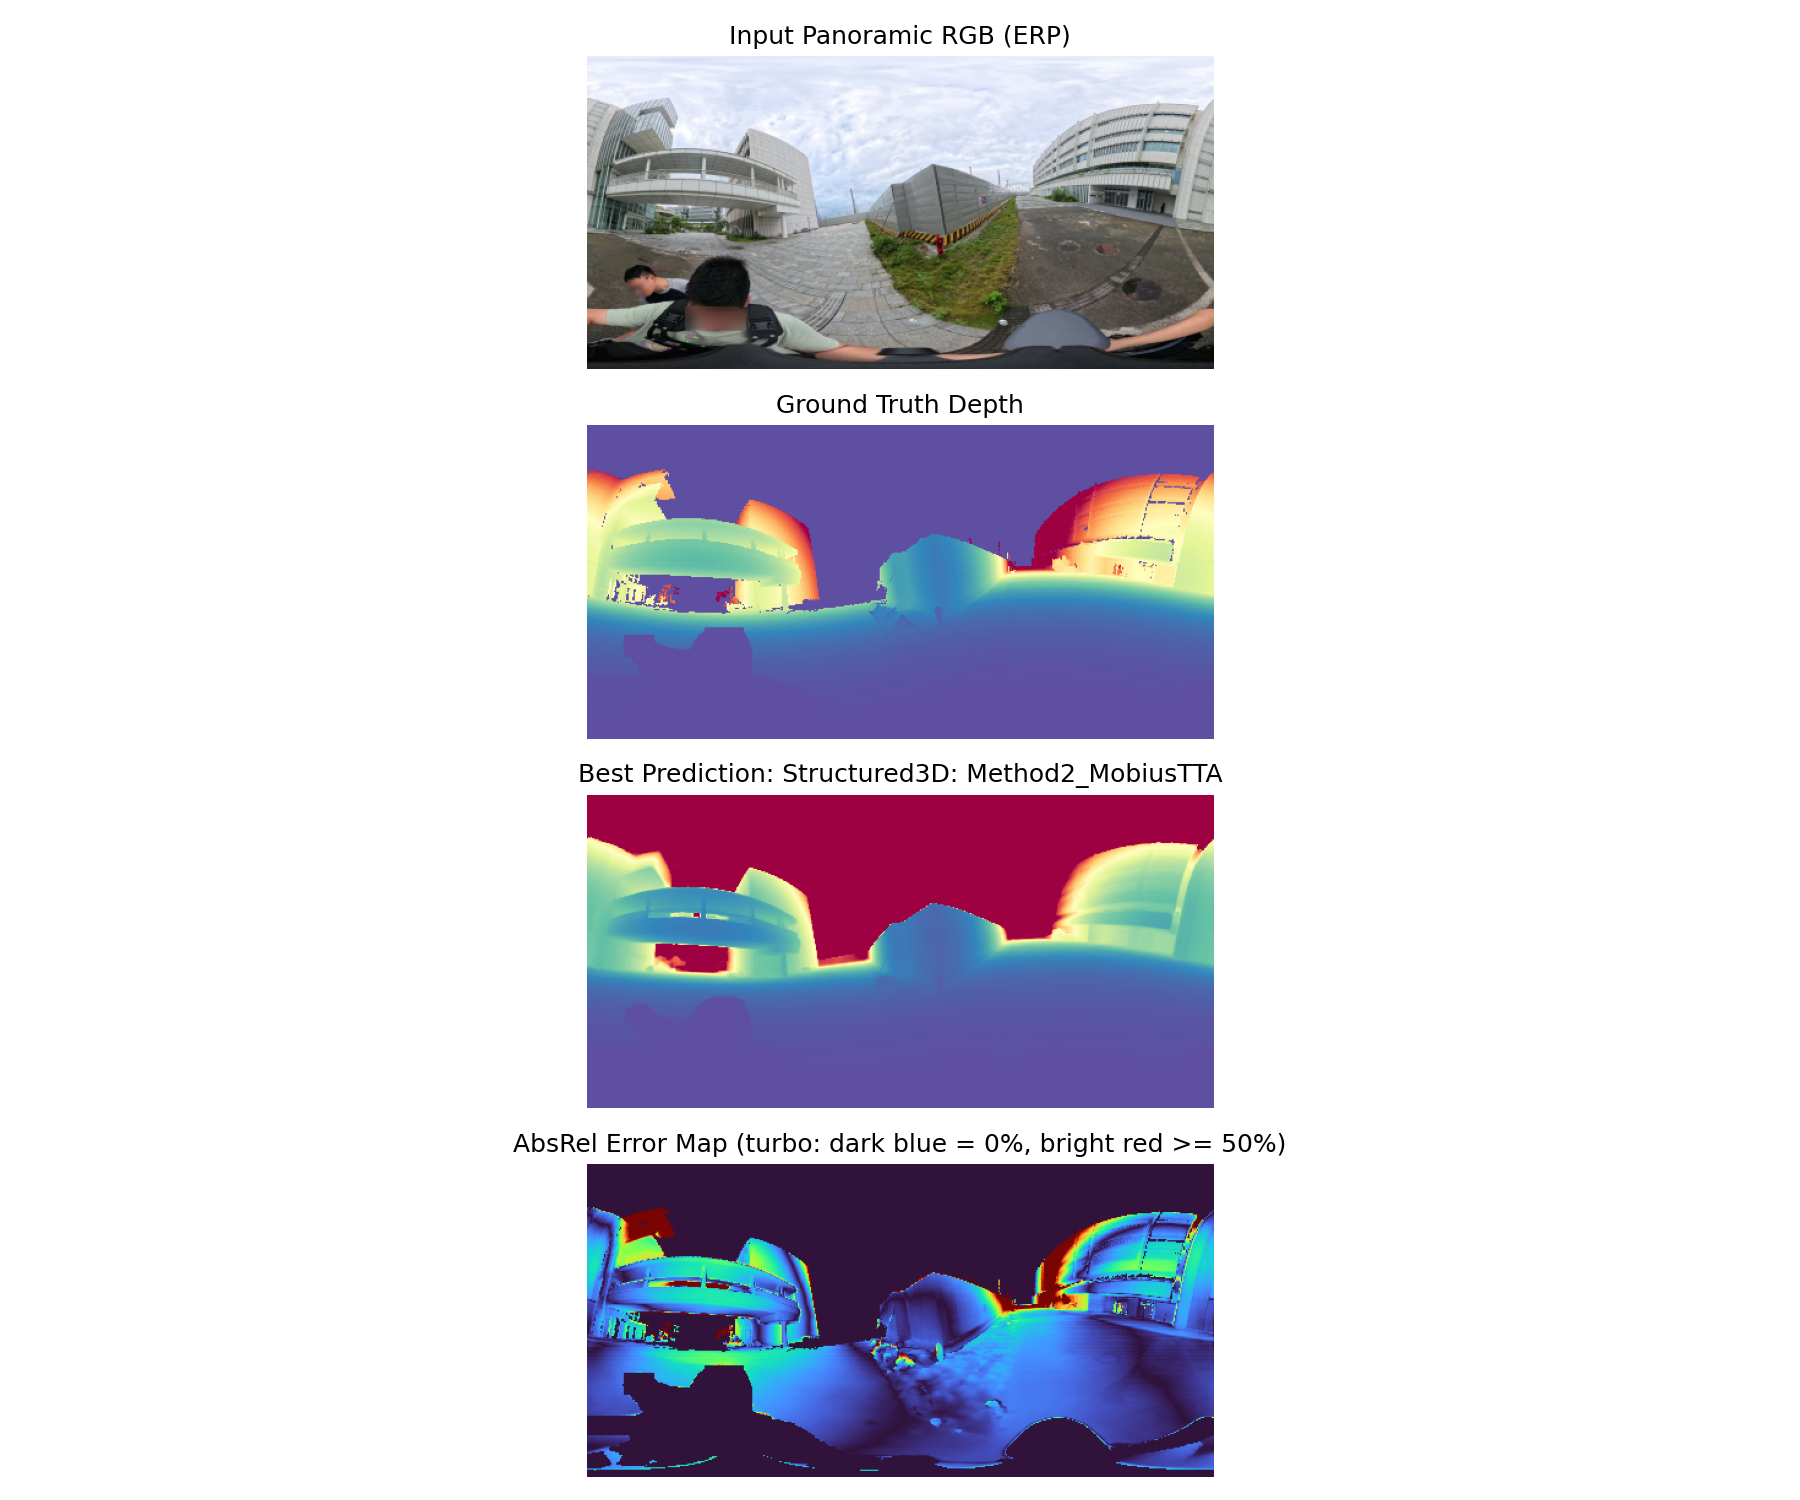 Input Panoramic RGB (ERP)
Ground Truth Depth
Best Prediction: Structured3D: Method2_MobiusTTA
AbsRel Error Map (turbo: dark blue = 0%, bright red >= 50%)